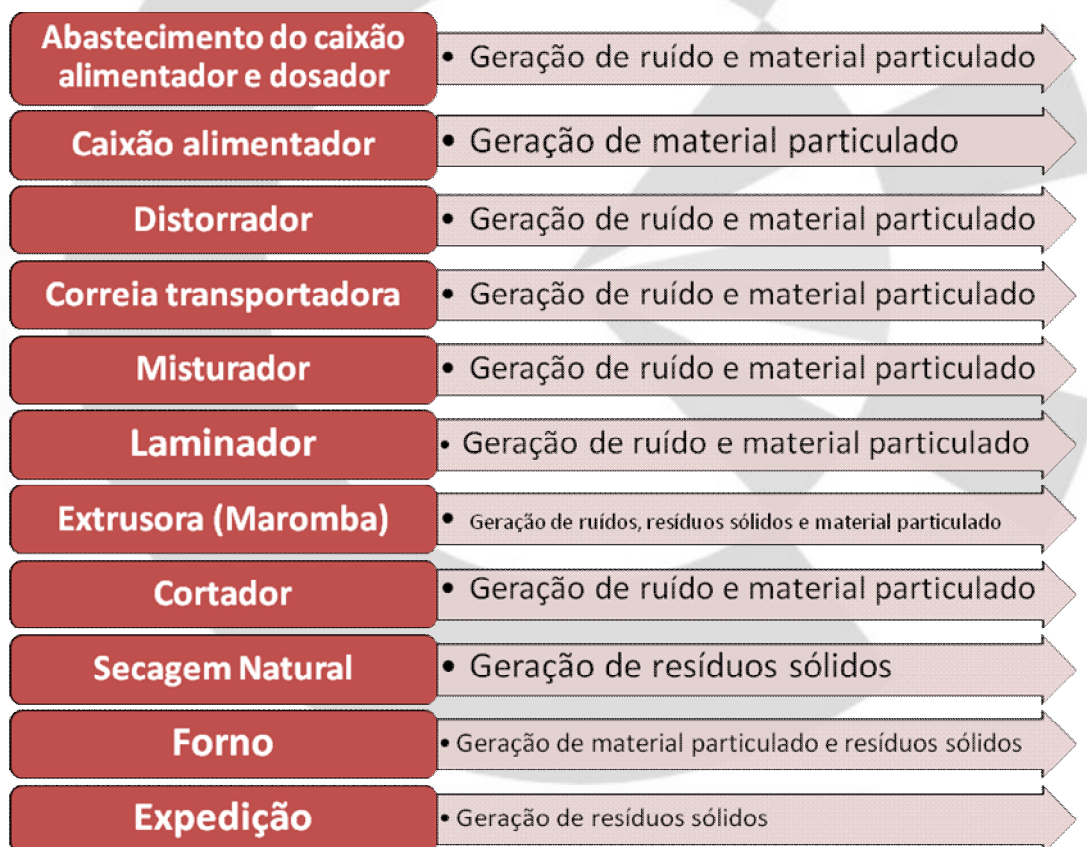 Abastecimento do caixão
alimentador e dosador
• Geração de ruído e material particulado
Caixão alimentador
• Geração de material particulado
Distorrador
• Geração de ruído e material particulado
Correia transportadora
• Geração de ruído e material particulado
Misturador
• Geração de ruído e material particulado
Laminador
• Geração de ruído e material particulado
Extrusora (Maromba)
• Geração de ruídos, resíduos sólidos e material particulado
Cortador
• Geração de ruído e material particulado
Secagem Natural
• Geração de resíduos sólidos
Forno
• Geração de material particulado e resíduos sólidos
Expedição
• Geração de resíduos sólidos